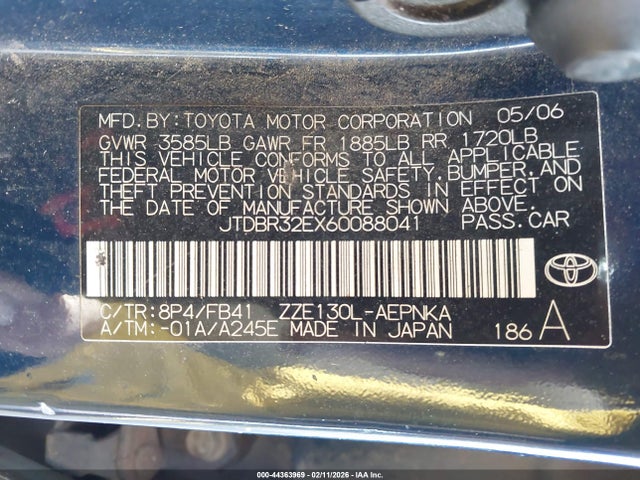 MFD. BY: TOYOTA MOTOR CORPORATION 05/06
GVWR 3585LB GAWR FR 1885LB RR 1720LB
THIS VEHICLE CONFORMS TO ALL APPLICABLE
FEDERAL MOTOR VEHICLE SAFETY, BUMPER, AND
THEFT PREVENTION STANDARDS IN EFFECT ON
THE DATE OF MANUFACTURE SHOWN ABOVE.
JTDBR32EX60088041 PASS.CAR
C/TR: 8P4/FB41 ZZE130L-AEPNKA
A/TM: -01A/A245E MADE IN JAPAN 186 A
000-44363969 - 02/11/2026 - IAA Inc.